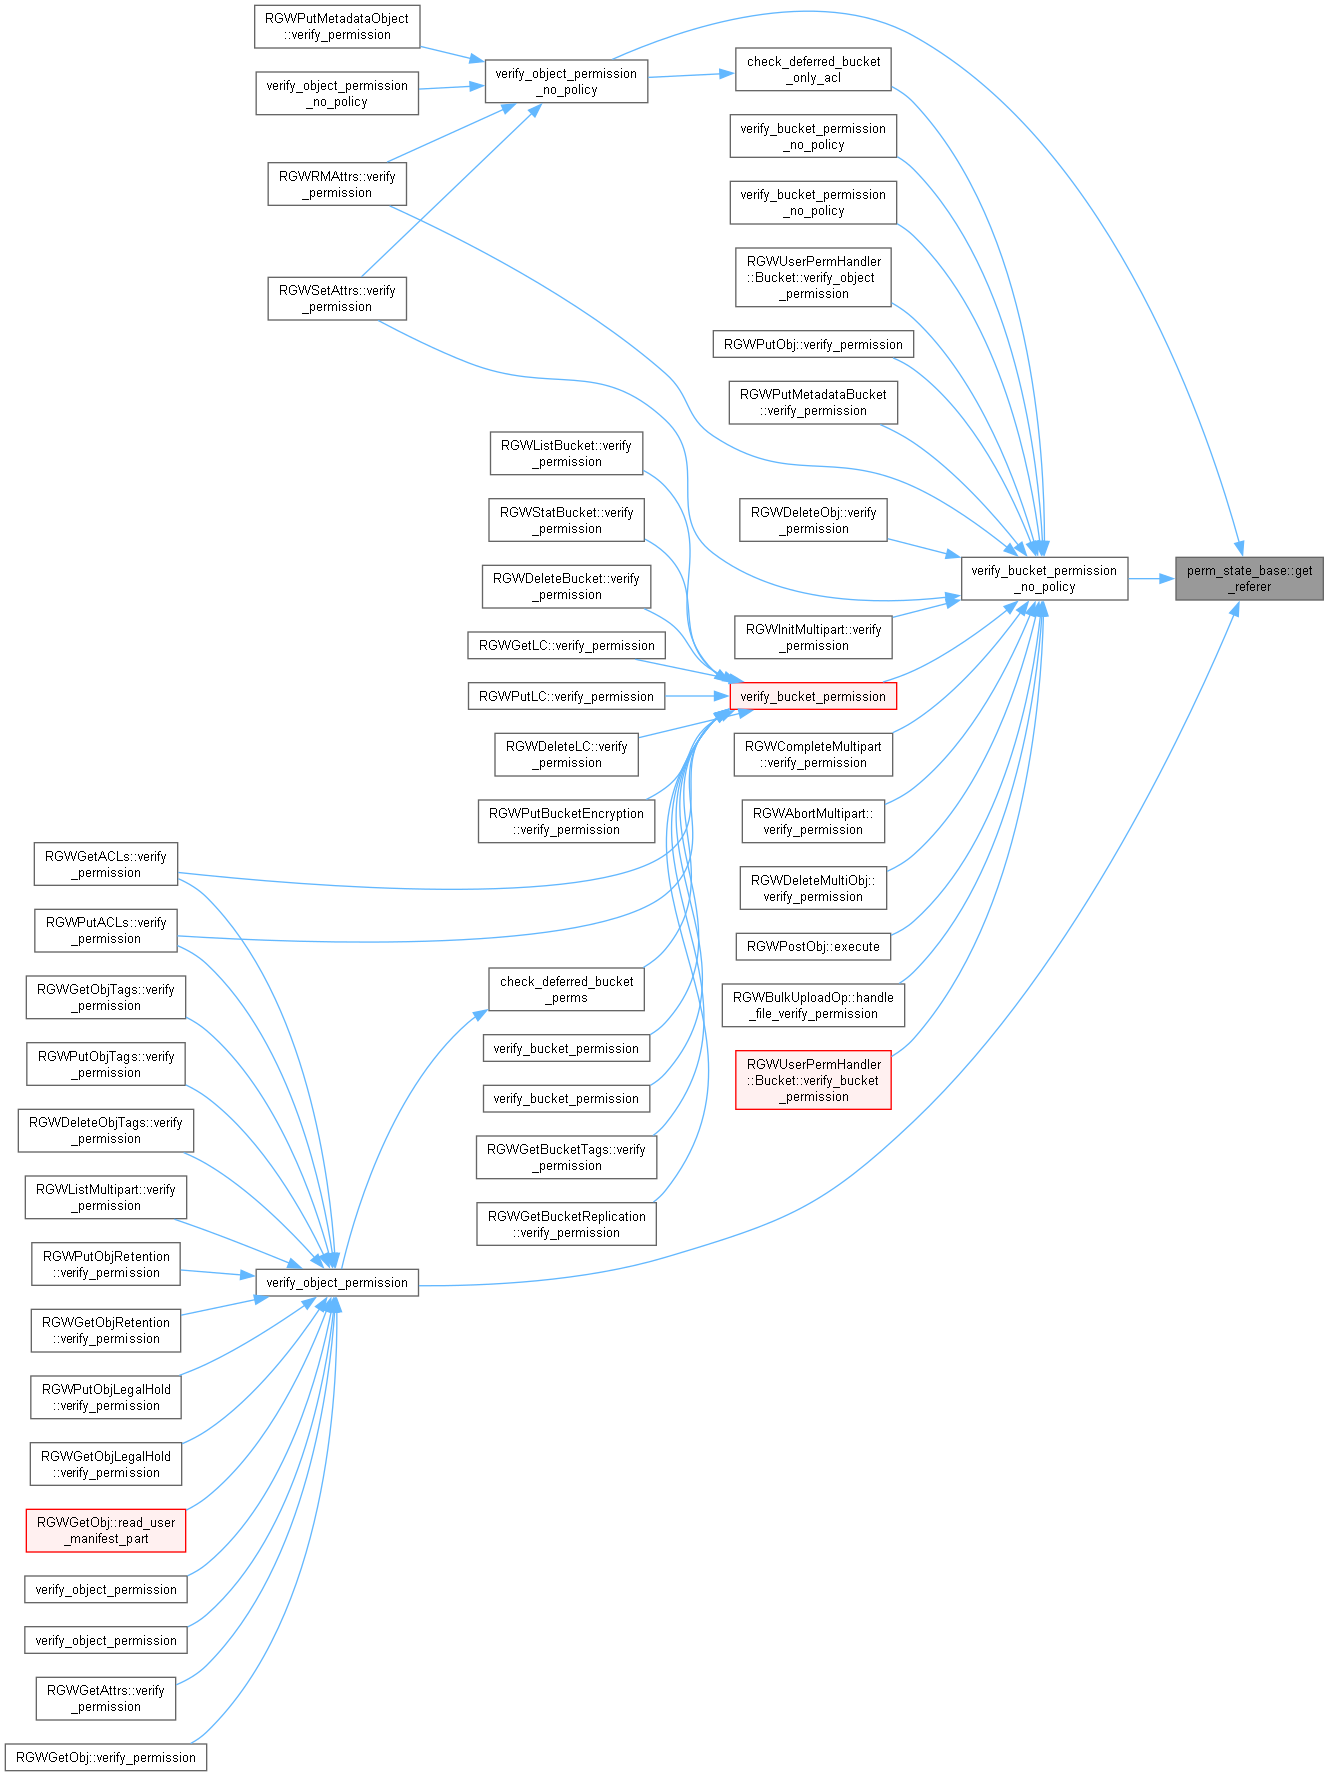 RGWPutMetadataObject
::verify_permission
verify_object_permission
_no_policy
RGWRMAttrs::verify
_permission
RGWSetAttrs::verify
_permission
verify_object_permission
_no_policy
check_deferred_bucket
_only_acl
verify_bucket_permission
_no_policy
verify_bucket_permission
_no_policy
RGWUserPermHandler
::Bucket::verify_object
_permission
RGWPutObj::verify_permission
RGWPutMetadataBucket
::verify_permission
RGWListBucket::verify
_permission
RGWStatBucket::verify
_permission
RGWDeleteBucket::verify
_permission
RGWGetLC::verify_permission
RGWPutLC::verify_permission
RGWDeleteLC::verify
_permission
RGWPutBucketEncryption
::verify_permission
RGWDeleteObj::verify
_permission
verify_bucket_permission
_no_policy
perm_state_base::get
_referer
RGWInitMultipart::verify
_permission
verify_bucket_permission
RGWCompleteMultipart
::verify_permission
RGWAbortMultipart::
verify_permission
RGWDeleteMultiObj::
verify_permission
RGWPostObj::execute
RGWBulkUploadOp::handle
_file_verify_permission
RGWUserPermHandler
::Bucket::verify_bucket
_permission
check_deferred_bucket
_perms
verify_bucket_permission
verify_bucket_permission
RGWGetBucketTags::verify
_permission
RGWGetBucketReplication
::verify_permission
RGWGetACLs::verify
_permission
RGWPutACLs::verify
_permission
RGWGetObjTags::verify
_permission
RGWPutObjTags::verify
_permission
RGWDeleteObjTags::verify
_permission
RGWListMultipart::verify
_permission
RGWPutObjRetention
::verify_permission
verify_object_permission
RGWGetObjRetention
::verify_permission
RGWPutObjLegalHold
::verify_permission
RGWGetObjLegalHold
::verify_permission
RGWGetObj::read_user
_manifest_part
verify_object_permission
verify_object_permission
RGWGetAttrs::verify
_permission
RGWGetObj::verify_permission